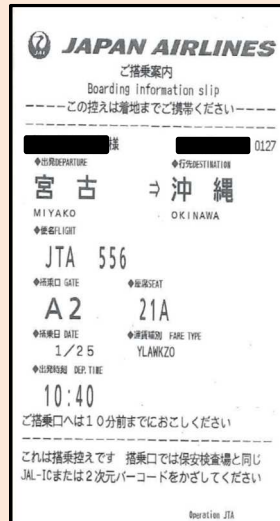 JAPAN AIRLINES
ご搭乗案内
Boarding information slip
-----この控えは着地までご携帯ください-----
様 0127
◆出発DEPARTURE ◆行先DESTINATION
宮古 ⇒ 沖縄
MIYAKO OKINAWA
◆便名FLIGHT
JTA 556
◆搭乗口 GATE ◆座席SEAT
A2 21A
◆搭乗日 DATE ◆運賃種別 FARE TYPE
1/25 YLAWKZO
◆出発時刻 DEP.TIME
10:40
ご搭乗口へは10分前までにおこしください
これは搭乗控えです 搭乗口では保安検査場と同じ
JAL-ICまたは2次元バーコードをかざしてください
Operation JTA